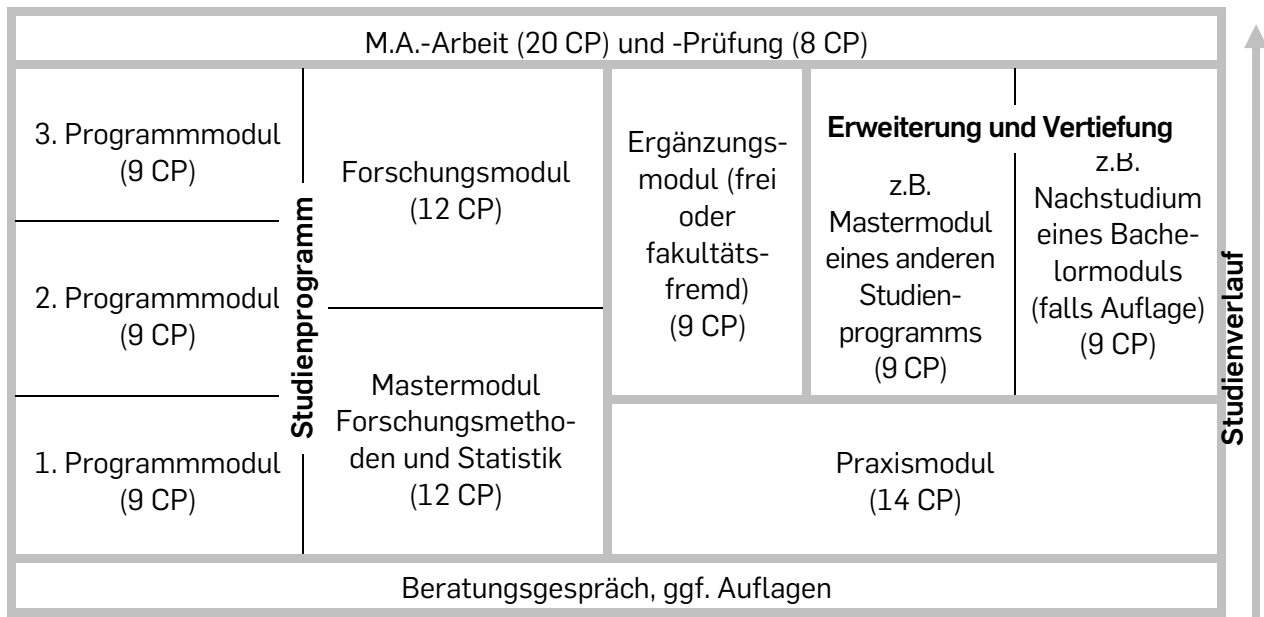 M.A.-Arbeit (20 CP) und -Prüfung (8 CP)
3. Programmmodul
(9 CP)
2. Programmmodul
(9 CP)
1. Programmmodul
(9 CP)
Studienprogramm
Forschungsmodul
(12 CP)
Mastermodul
Forschungsmetho-
den und Statistik
(12 CP)
Ergänzungs-
modul (frei
oder
fakultäts-
fremd)
(9 CP)
Erweiterung und Vertiefung
z.B.
Mastermodul
eines anderen
Studien-
programms
(9 CP)
z.B.
Nachstudium
eines Bache-
lormoduls
(falls Auflage)
(9 CP)
Praxismodul
(14 CP)
Beratungsgespräch, ggf. Auflagen
Studienverlauf